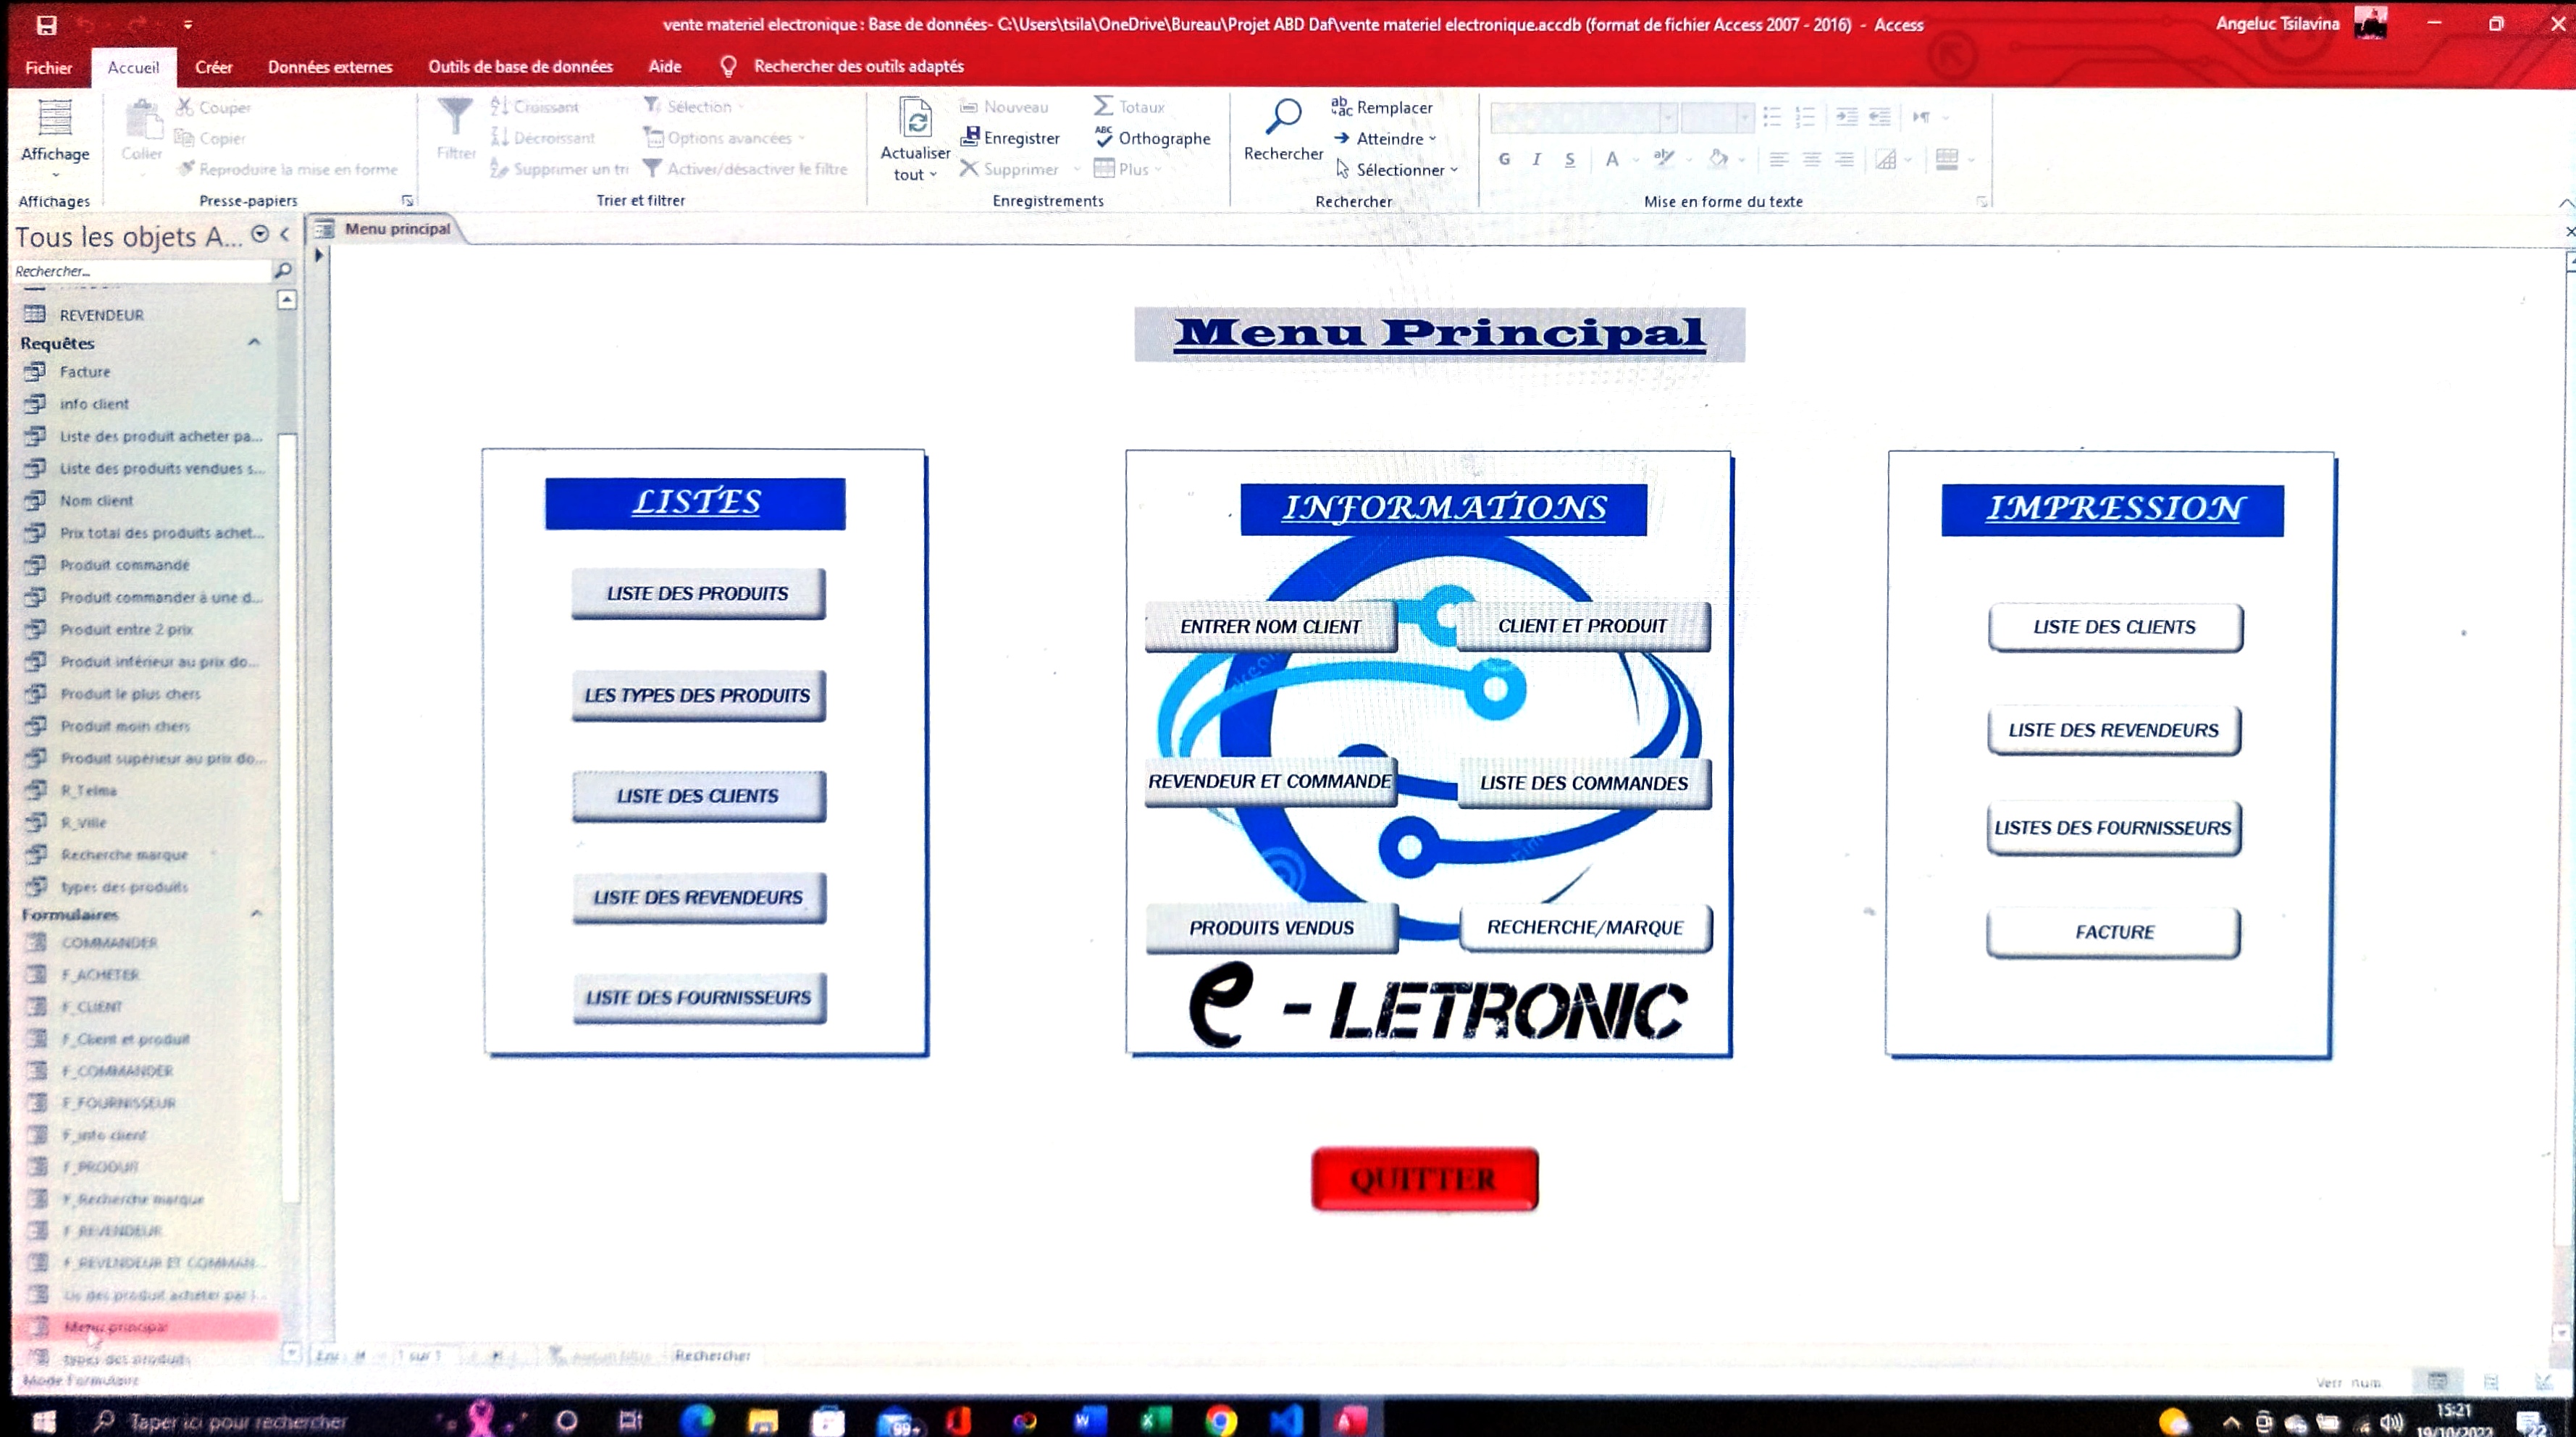 vente materiel electronique : Base de données- C:\Users\tsila\OneDrive\Bureau\Projet ABD Daf\vente materiel electronique.accdb (format de fichier Access 2007 - 2016) - Access
Angeluc Tsilavina
Fichier Accueil Créer Données externes Outils de base de données Aide Rechercher des outils adaptés
Affichage
Affichages
Coller
Couper
Copier
Reproduire la mise en forme
Presse-papiers
Filtrer
Croissant
Décroissant
Supprimer un tri
Sélection
Options avancées
Activer/désactiver le filtre
Trier et filtrer
Actualiser
tout
Nouveau
Enregistrer
Supprimer
Totaux
Orthographe
Plus
Enregistrements
Rechercher
Remplacer
Atteindre
Sélectionner
Rechercher
G I S A
Mise en forme du texte
Tous les objets A...
Rechercher...
REVENDEUR
Requêtes
Facture
info client
Liste des produit acheter pa...
Liste des produits vendues s...
Nom client
Prix total des produits achet...
Produit commandé
Produit commander à une d...
Produit entre 2 prix
Produit inférieur au prix do...
Produit le plus chers
Produit moin chers
Produit supérieur au prix do...
R_Telma
R_Ville
Recherche marque
types des produits
Formulaires
COMMANDER
F_ACHETER
F_CLIENT
F_Client et produit
F_COMMANDER
F_FOURNISSEUR
F_info client
F_PRODUIT
F_Recherche marque
F_REVENDEUR
F_REVENDEUR ET COMMAN...
des produit acheter par
Menu principal
types des produits
Menu principal
Menu Principal
LISTES
LISTE DES PRODUITS
LES TYPES DES PRODUITS
LISTE DES CLIENTS
LISTE DES REVENDEURS
LISTE DES FOURNISSEURS
INFORMATIONS
ENTRER NOM CLIENT
CLIENT ET PRODUIT
REVENDEUR ET COMMANDE
LISTE DES COMMANDES
PRODUITS VENDUS
RECHERCHE/MARQUE
e - LETRONIC
IMPRESSION
LISTE DES CLIENTS
LISTE DES REVENDEURS
LISTES DES FOURNISSEURS
FACTURE
QUITTER
1 sur 1 Aucun filtre Rechercher
Mode Formulaire
Verr. num.
Taper ici pour rechercher
99+
15:21
19/10/2022
22